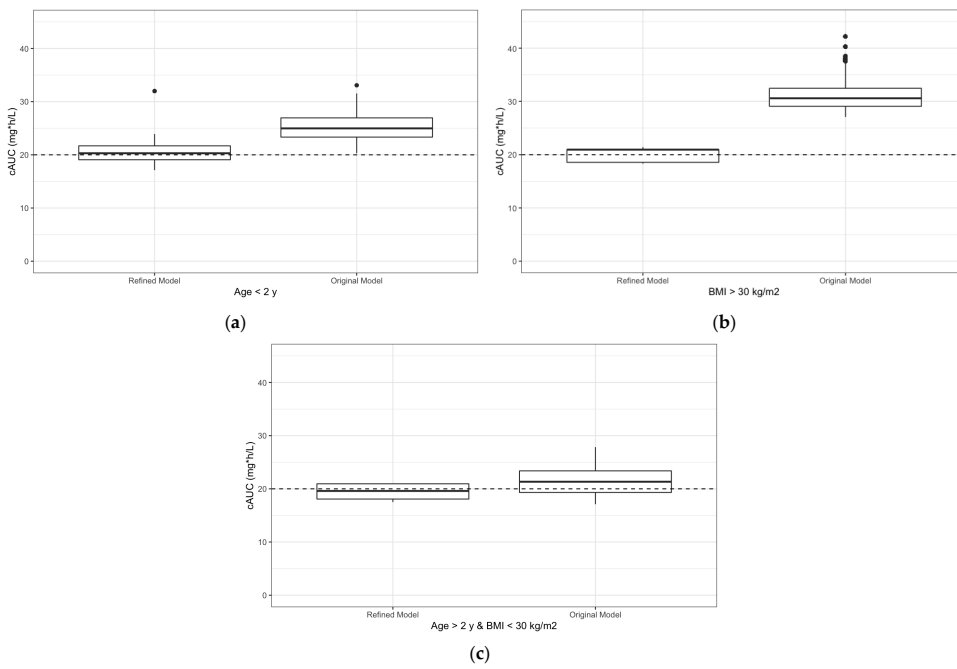 40
30
20
10
0
cAUC (mg*h/L)
Refined Model
Original Model
Age < 2 y
(a)
40
30
20
10
0
cAUC (mg*h/L)
Refined Model
Original Model
BMI > 30 kg/m2
(b)
40
30
20
10
0
cAUC (mg*h/L)
Refined Model
Original Model
Age > 2 y & BMI < 30 kg/m2
(c)